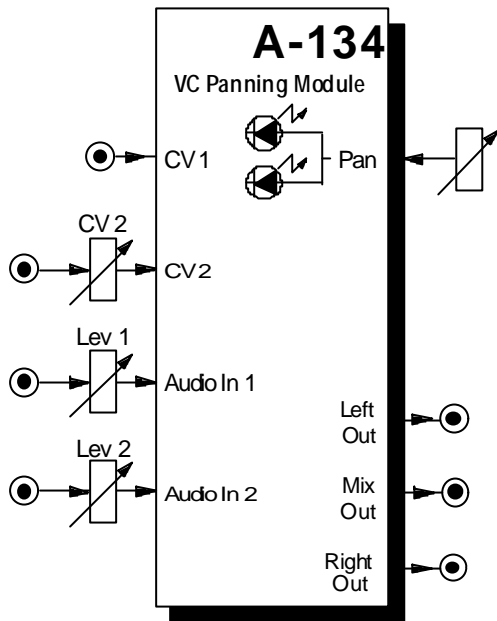 A-134
VC Panning Module
CV 1
Pan
CV 2
CV 2
Lev 1
Audio In 1
Left
Out
Lev 2
Audio In 2
Mix
Out
Right
Out